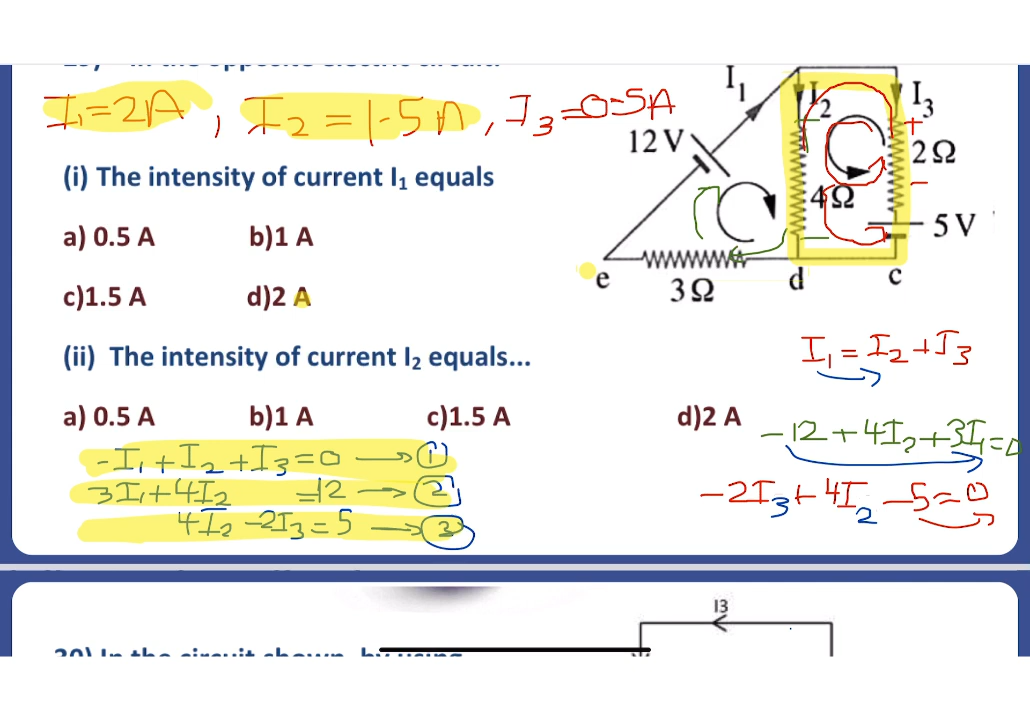 I₁=2A, I₂ = 1.5 A, I₃=0.5A
(i) The intensity of current I₁ equals
a) 0.5 A b)1 A
c)1.5 A d)2 A
(ii) The intensity of current I₂ equals...
a) 0.5 A b)1 A c)1.5 A d)2 A
-I₁+I₂+I₃=0 → 1
3I₁+4I₂ =12 → 2
4I₂-2I₃=5 → 3
I₁
I₂
I₃
12 V
2Ω
4Ω
5 V
e
3Ω
d
c
+
-
I₁=I₂+I₃
-12+4I₂+3I₁=0
-2I₃+4I₂-5=0
I3